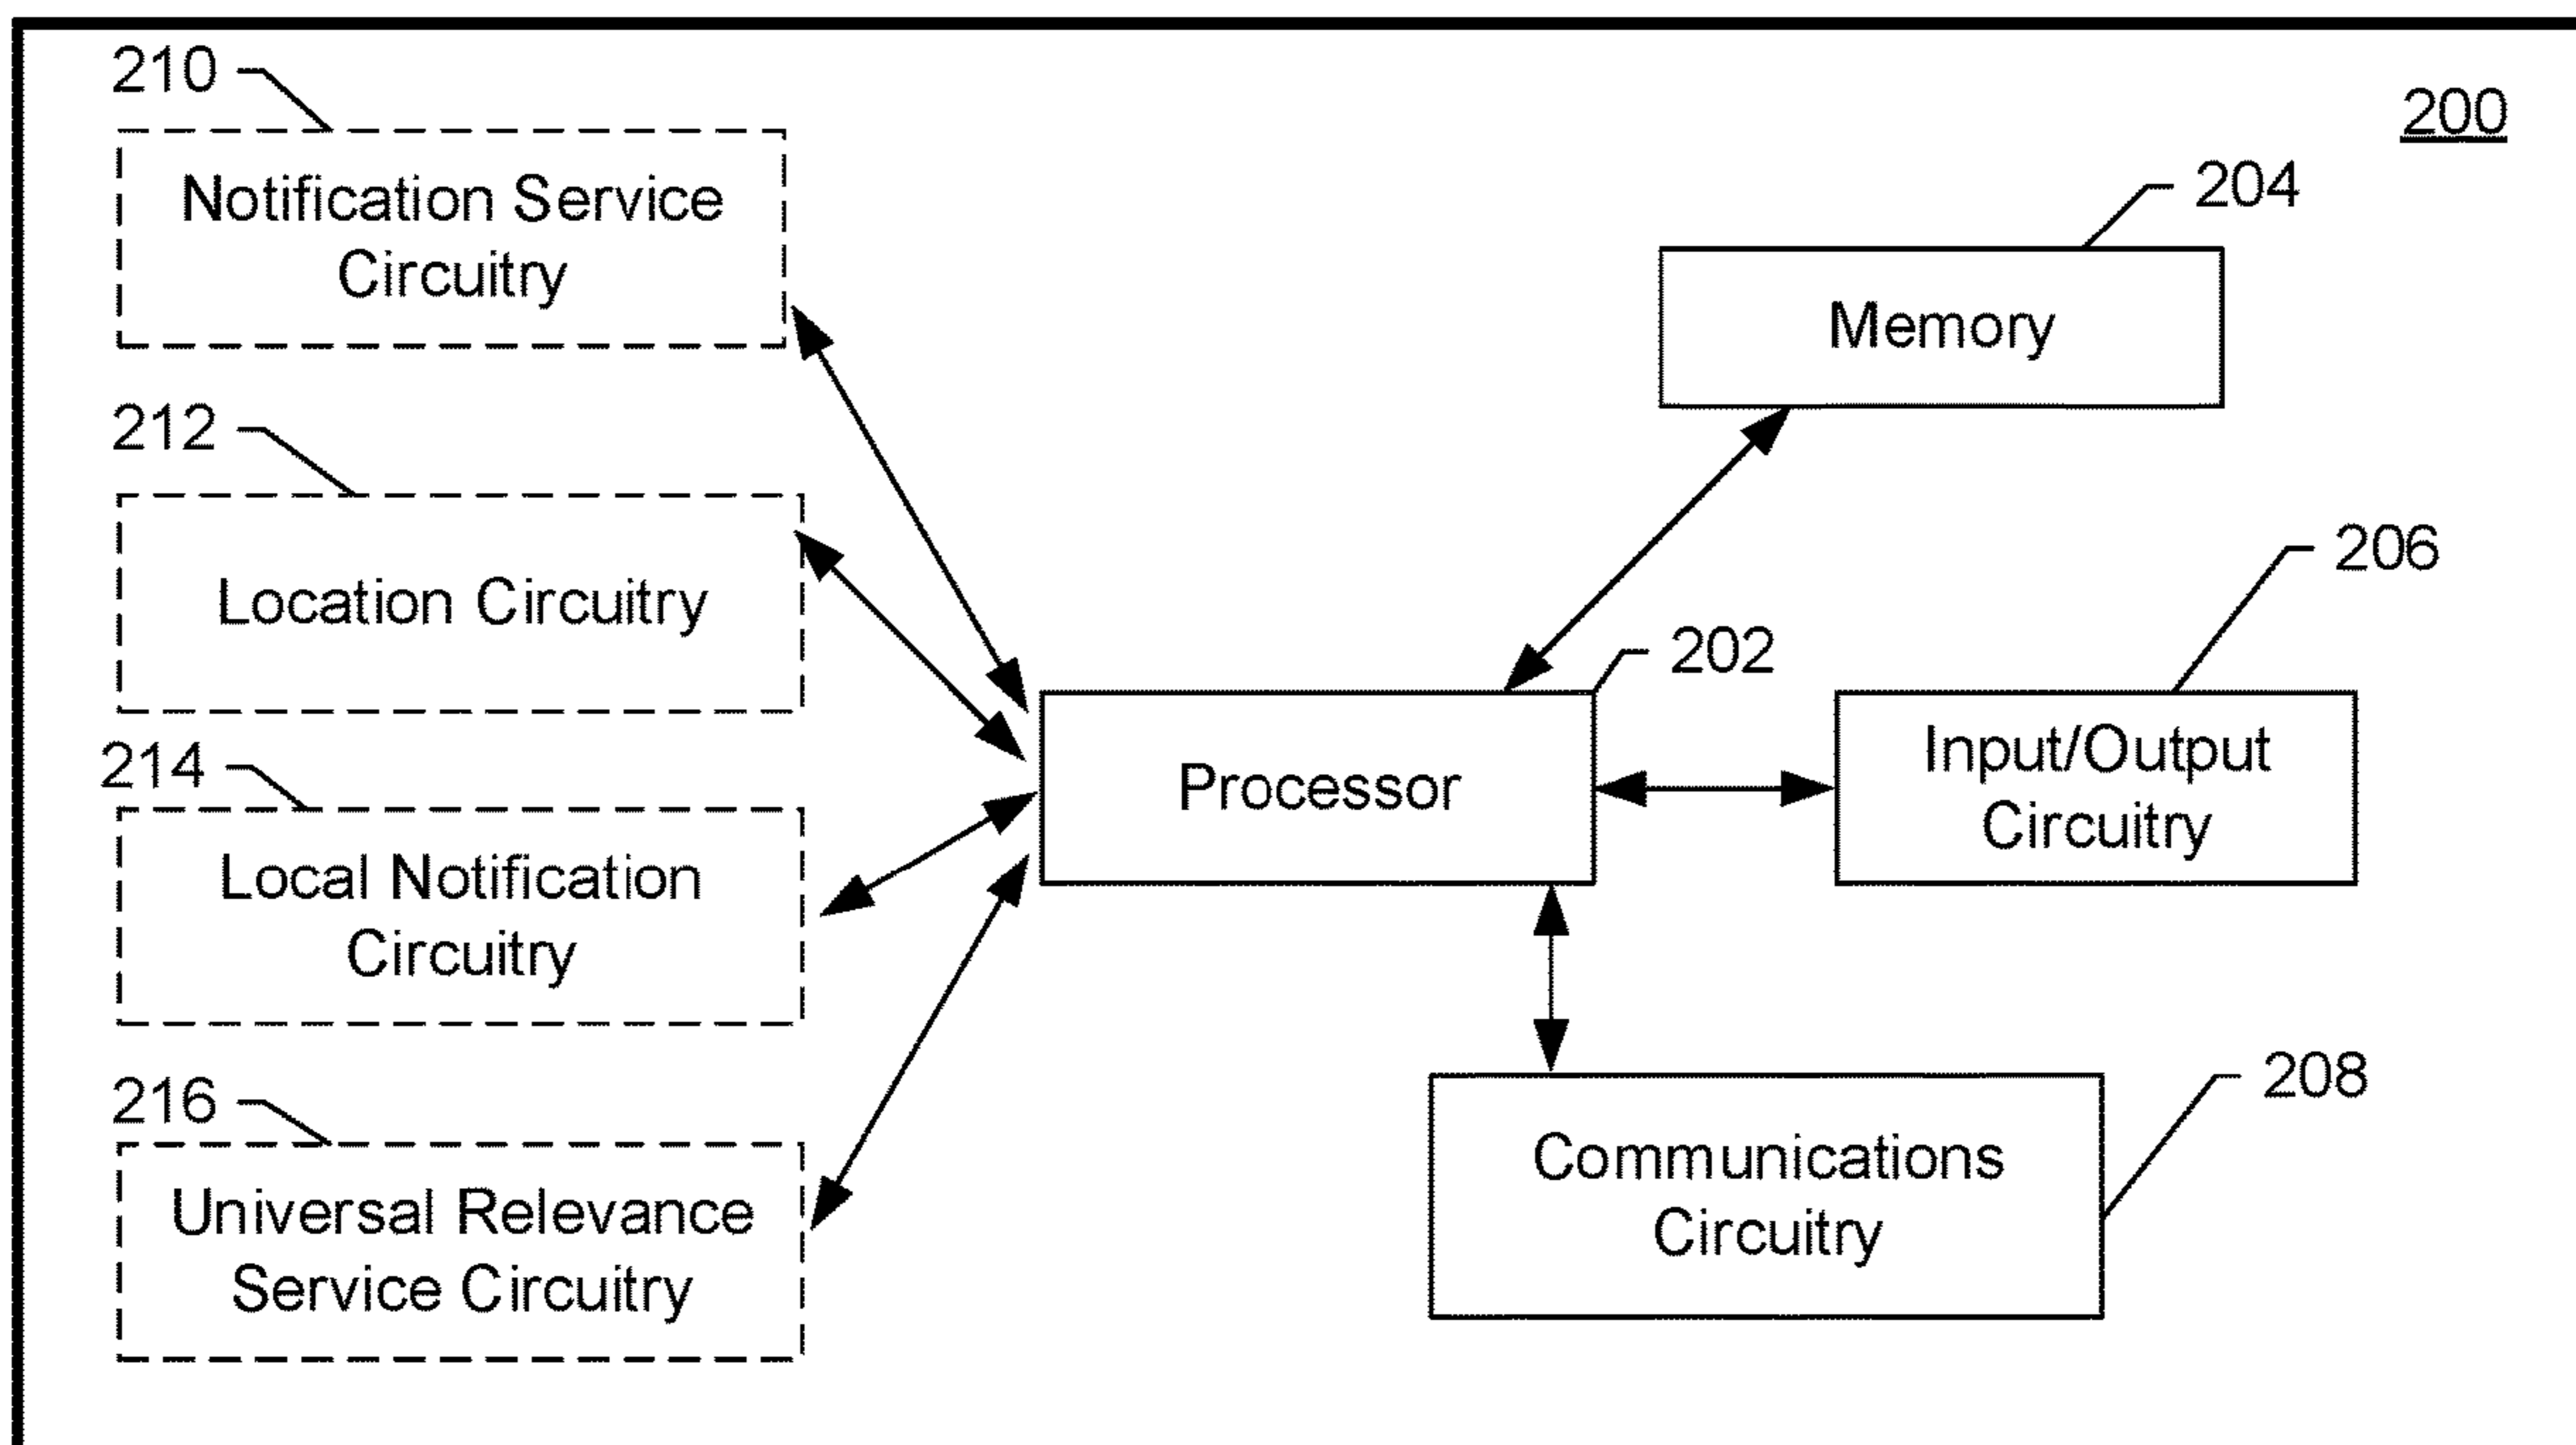 210
200
Notification Service
Circuitry
204
Memory
212
Location Circuitry
206
202
Processor
Input/Output
Circuitry
214
Local Notification
Circuitry
216
Universal Relevance
Service Circuitry
208
Communications
Circuitry